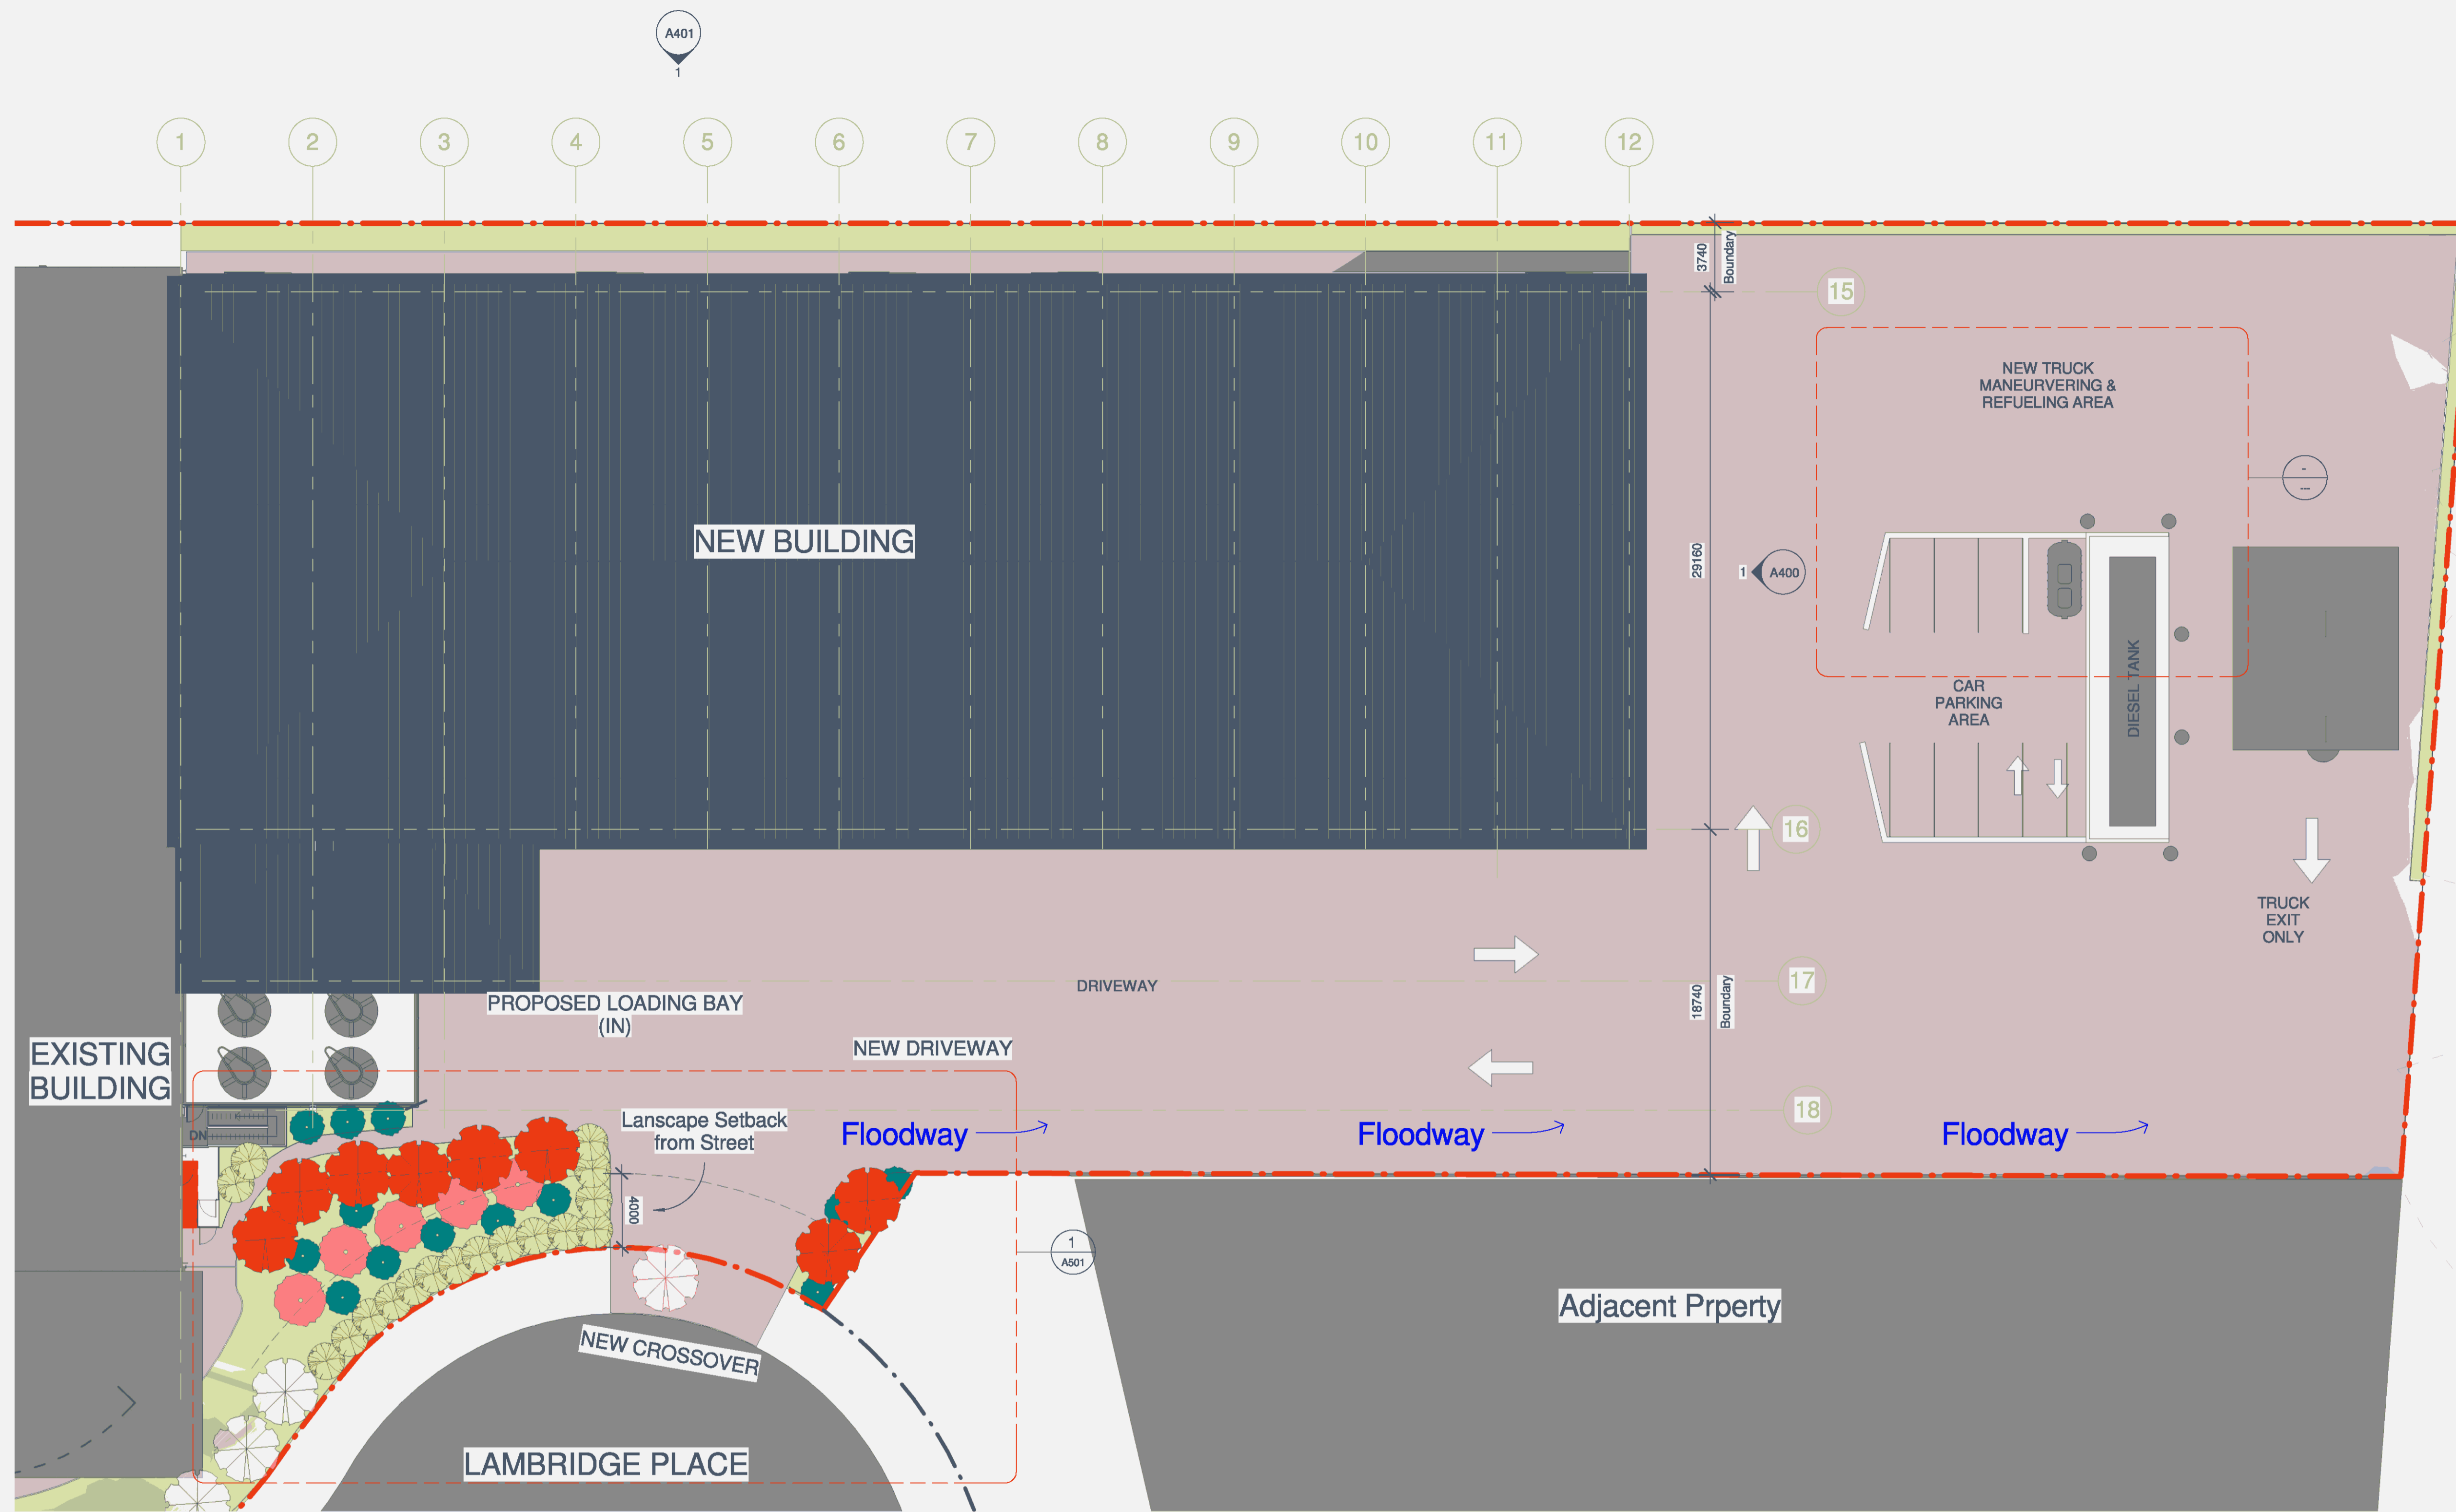 A401
1
1
2
3
4
5
6
7
8
9
10
11
12
3740
Boundary
15
NEW TRUCK
MANEURVERING &
REFUELING AREA
-
---
NEW BUILDING
29160
1
A400
DIESEL TANK
CAR
PARKING
AREA
16
TRUCK
EXIT
ONLY
DRIVEWAY
17
18740
Boundary
PROPOSED LOADING BAY
(IN)
EXISTING
BUILDING
NEW DRIVEWAY
18
Lanscape Setback
from Street
DN
Floodway
Floodway
Floodway
4000
1
A501
Adjacent Prperty
NEW CROSSOVER
LAMBRIDGE PLACE